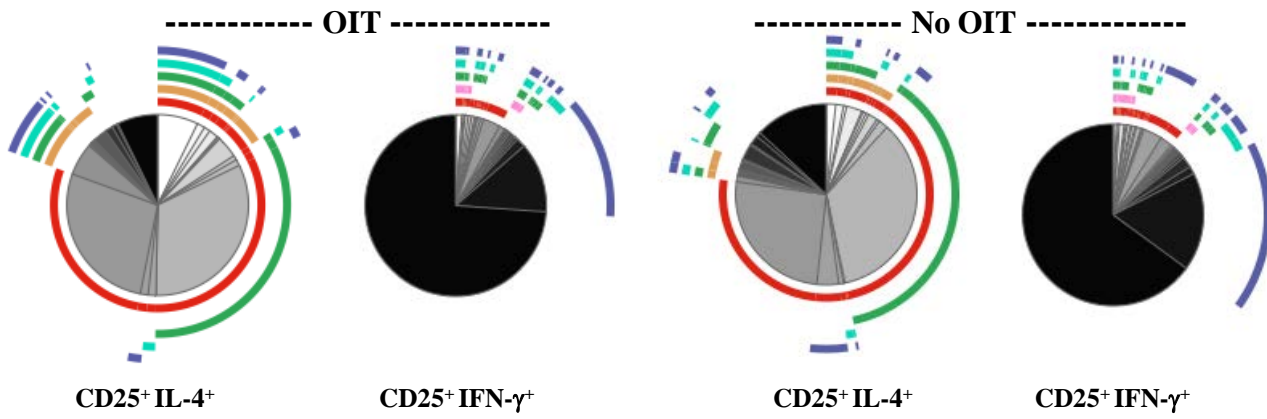 ------------ OIT ------------
------------ No OIT ------------
CD25⁺ IL-4⁺
CD25⁺ IFN-γ⁺
CD25⁺ IL-4⁺
CD25⁺ IFN-γ⁺